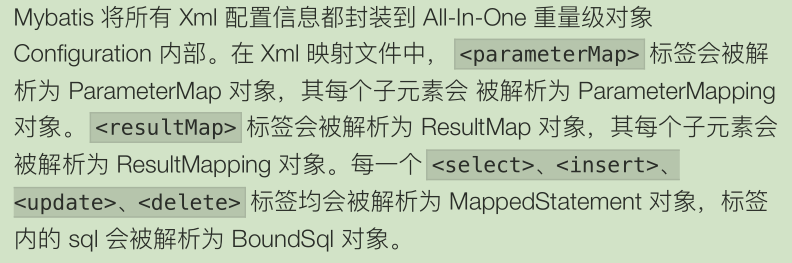 Mybatis 将所有 Xml 配置信息都封装到 All-In-One 重量级对象
Configuration 内部。在 Xml 映射文件中， <parameterMap> 标签会被解
析为 ParameterMap 对象，其每个子元素会 被解析为 ParameterMapping
对象。 <resultMap> 标签会被解析为 ResultMap 对象，其每个子元素会
被解析为 ResultMapping 对象。每一个 <select>、<insert>、
<update>、<delete> 标签均会被解析为 MappedStatement 对象，标签
内的 sql 会被解析为 BoundSql 对象。